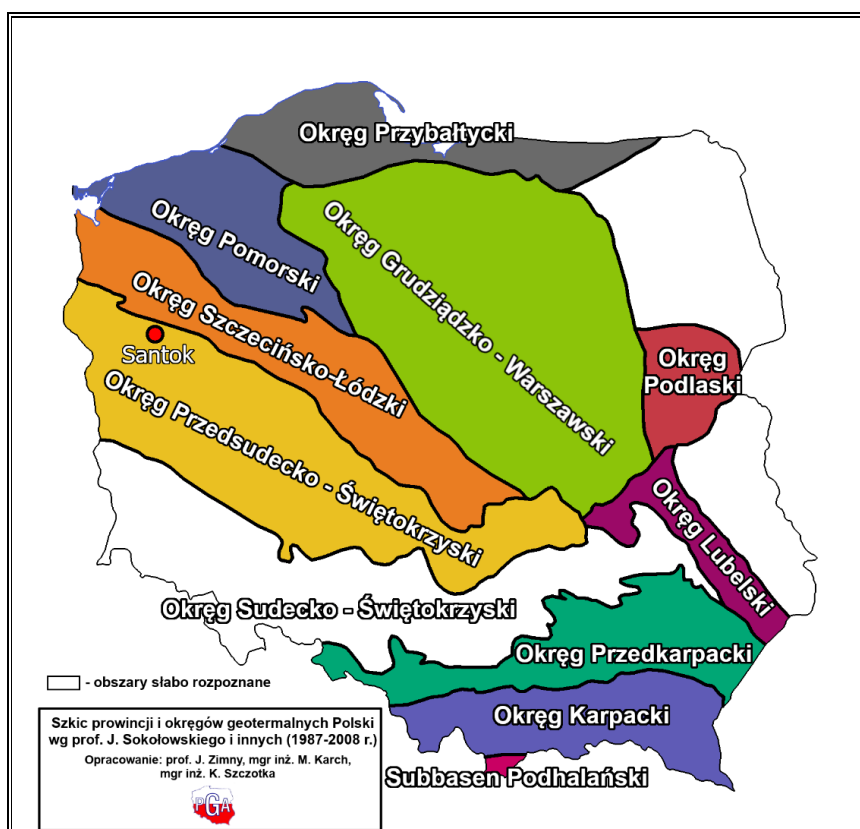 Okręg Przybałtycki
Okręg Pomorski
Okręg Grudziądzko - Warszawski
Okręg Szczecińsko-Łódzki
Santok
Okręg
Podlaski
Okręg Przedsudecko - Świętokrzyski
Okręg Lubelski
Okręg Sudecko - Świętokrzyski
Okręg Przedkarpacki
- obszary słabo rozpoznane
Okręg Karpacki
Subbasen Podhalański
Szkic prowincji i okręgów geotermalnych Polski
wg prof. J. Sokołowskiego i innych (1987-2008 r.)
Opracowanie: prof. J. Zimny, mgr inż. M. Karch,
mgr inż. K. Szczotka
PGA